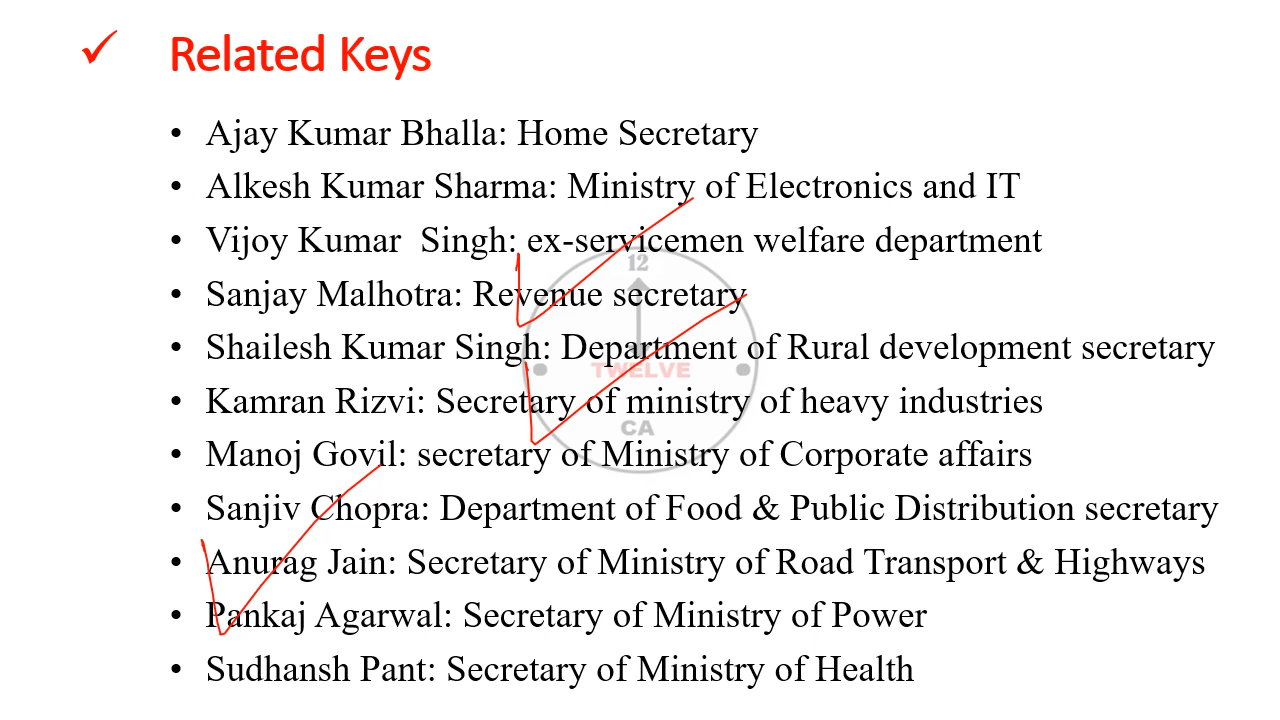 ✓ Related Keys
• Ajay Kumar Bhalla: Home Secretary
• Alkesh Kumar Sharma: Ministry of Electronics and IT
• Vijoy Kumar Singh: ex-servicemen welfare department
12
• Sanjay Malhotra: Revenue secretary
• Shailesh Kumar Singh: Department of Rural development secretary
TWELVE
• Kamran Rizvi: Secretary of ministry of heavy industries
CA
• Manoj Govil: secretary of Ministry of Corporate affairs
• Sanjiv Chopra: Department of Food & Public Distribution secretary
• Anurag Jain: Secretary of Ministry of Road Transport & Highways
• Pankaj Agarwal: Secretary of Ministry of Power
• Sudhansh Pant: Secretary of Ministry of Health